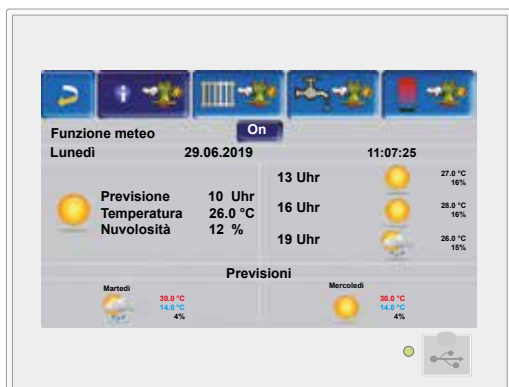 Funzione meteo On
Lunedì 29.06.2019 11:07:25
Previsione 10 Uhr
Temperatura 26.0 °C
Nuvolosità 12 %
13 Uhr 27.0 °C
16%
16 Uhr 28.0 °C
16%
19 Uhr 26.0 °C
15%
Previsioni
Martedì
30.0 °C
14.0 °C
4%
Mercoledì
30.0 °C
14.0 °C
4%